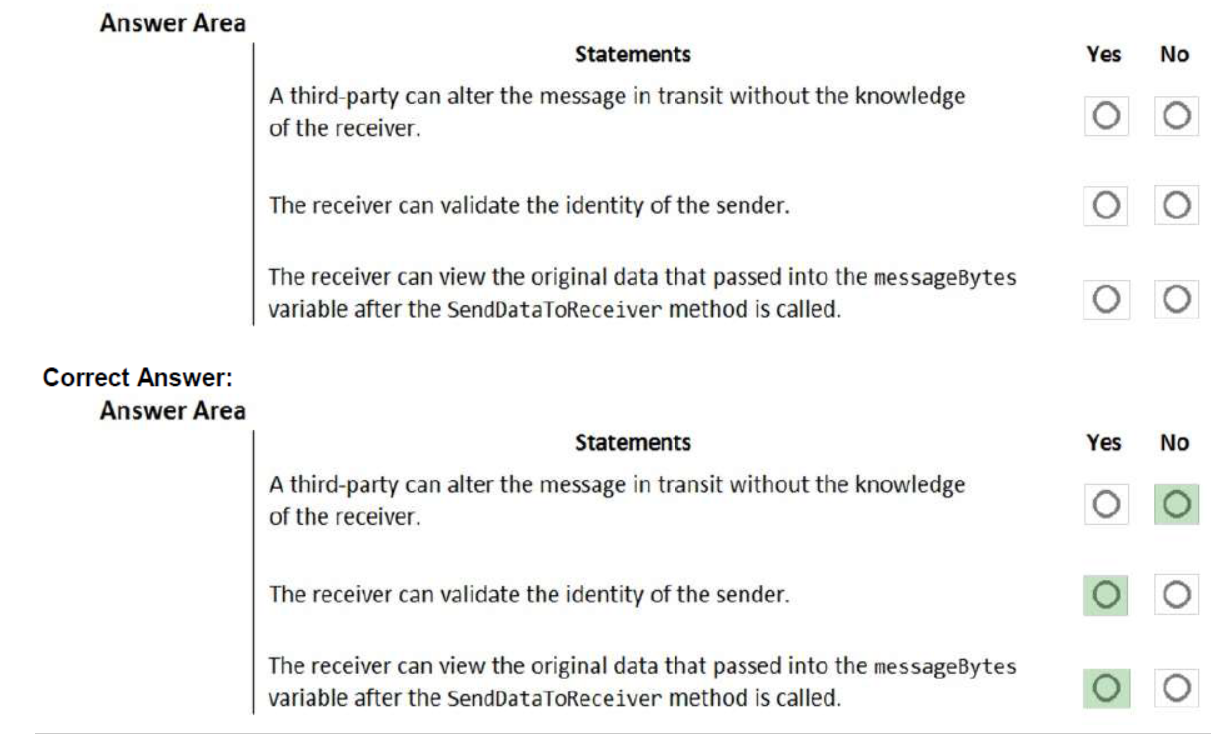 Answer Area
Statements Yes No
A third-party can alter the message in transit without the knowledge
of the receiver.
The receiver can validate the identity of the sender.
The receiver can view the original data that passed into the messageBytes
variable after the SendDataToReceiver method is called.
Correct Answer:
Answer Area
Statements Yes No
A third-party can alter the message in transit without the knowledge
of the receiver.
The receiver can validate the identity of the sender.
The receiver can view the original data that passed into the messageBytes
variable after the SendDataToReceiver method is called.